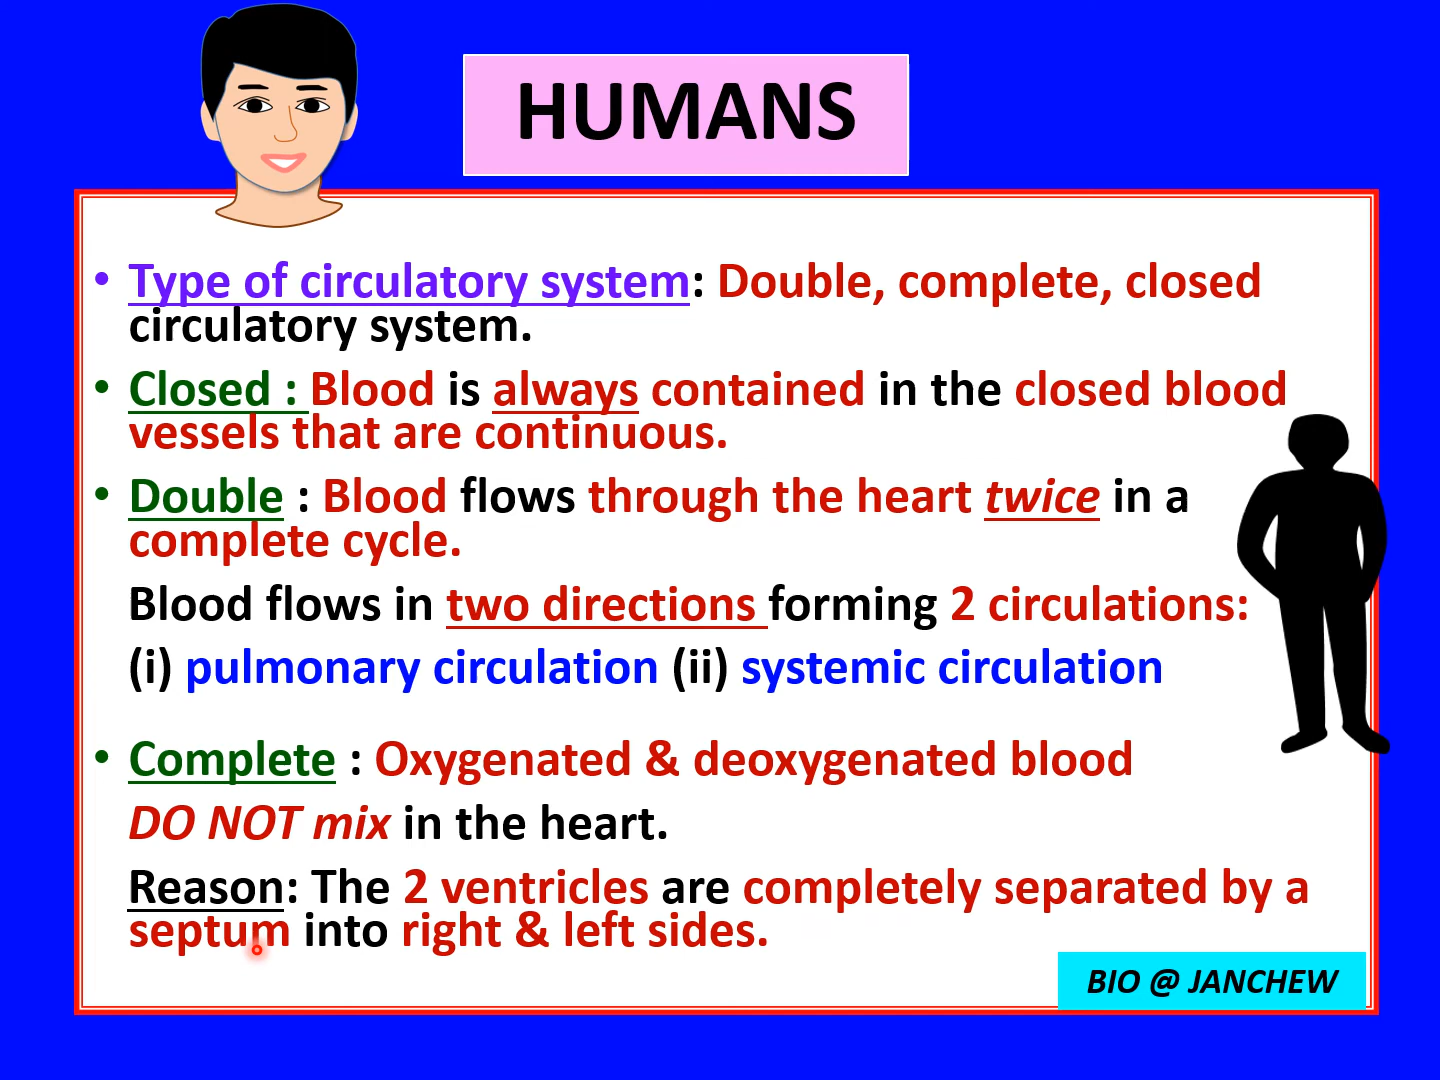 HUMANS
• Type of circulatory system: Double, complete, closed
circulatory system.
• Closed : Blood is always contained in the closed blood
vessels that are continuous.
• Double : Blood flows through the heart twice in a
complete cycle.
Blood flows in two directions forming 2 circulations:
(i) pulmonary circulation (ii) systemic circulation
• Complete : Oxygenated & deoxygenated blood
DO NOT mix in the heart.
Reason: The 2 ventricles are completely separated by a
septum into right & left sides.
BIO @ JANCHEW